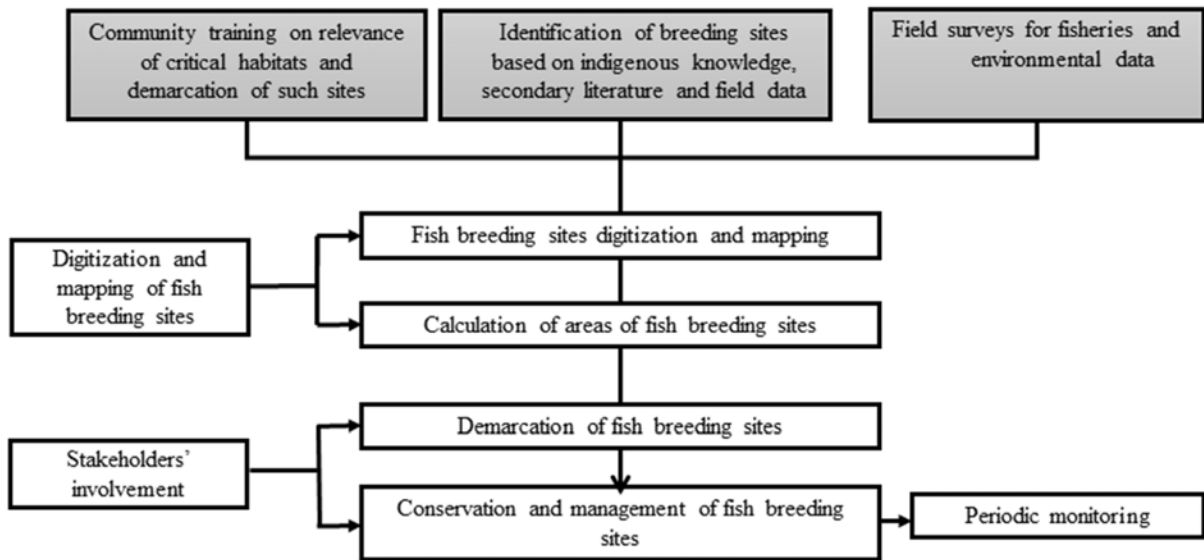 Community training on relevance
of critical habitats and
demarcation of such sites
Identification of breeding sites
based on indigenous knowledge,
secondary literature and field data
Field surveys for fisheries and
environmental data
Digitization and
mapping of fish
breeding sites
Fish breeding sites digitization and mapping
Calculation of areas of fish breeding sites
Stakeholders'
involvement
Demarcation of fish breeding sites
Conservation and management of fish breeding
sites
Periodic monitoring